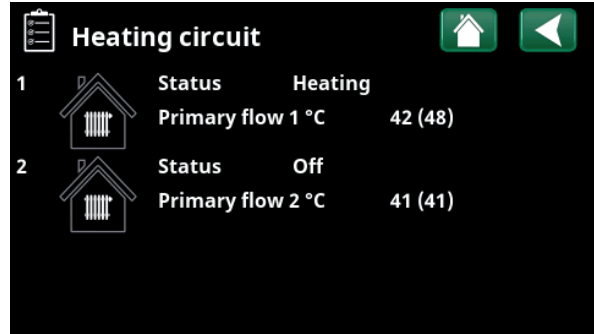 Heating circuit
1 Status Heating
Primary flow 1 °C 42 (48)
2 Status Off
Primary flow 2 °C 41 (41)